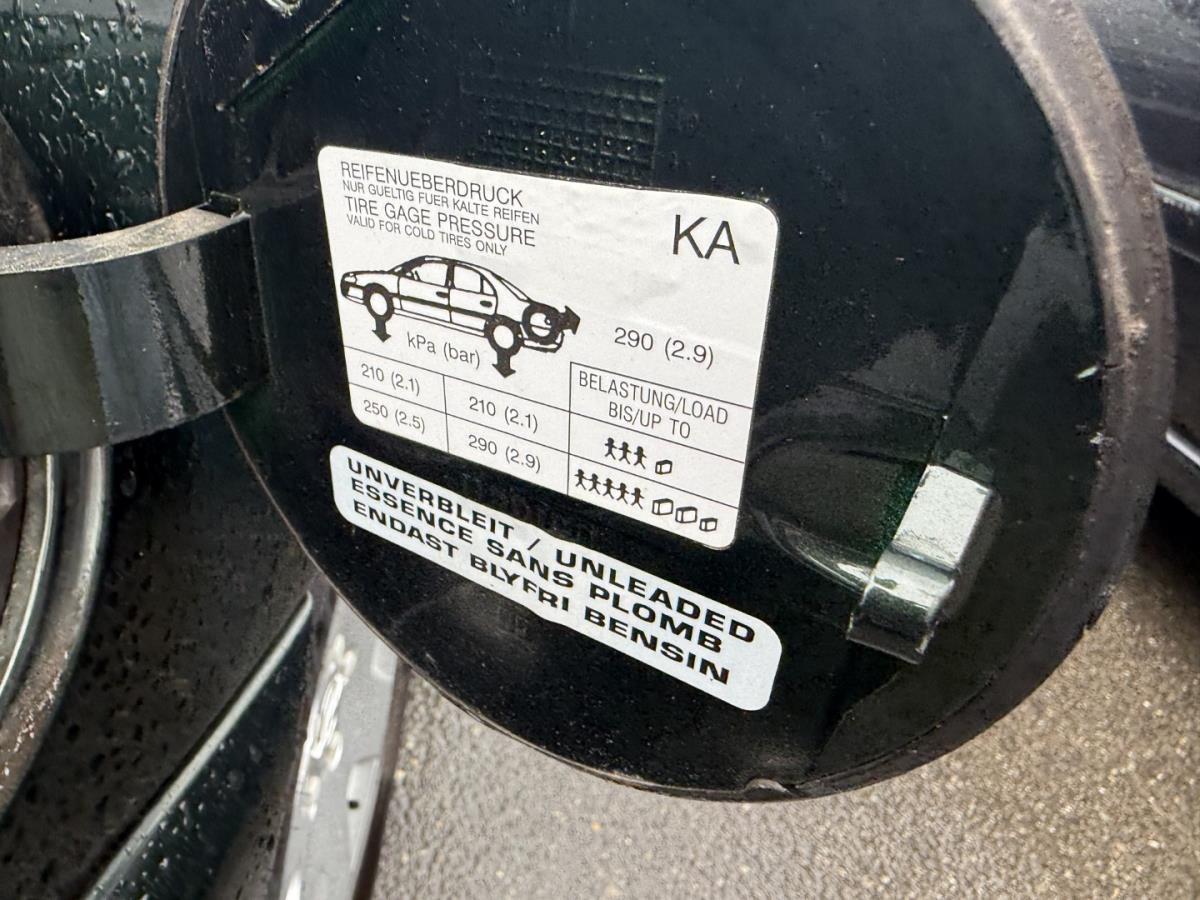 REIFENUEBERDRUCK
NUR GUELTIG FUER KALTE REIFEN
TIRE GAGE PRESSURE
VALID FOR COLD TIRES ONLY
KA
kPa (bar)
290 (2.9)
BELASTUNG/LOAD
BIS/UP TO
210 (2.1) 210 (2.1)
250 (2.5) 290 (2.9)
UNVERBLEIT / UNLEADED
ESSENCE SANS PLOMB
ENDAST BLYFRI BENSIN